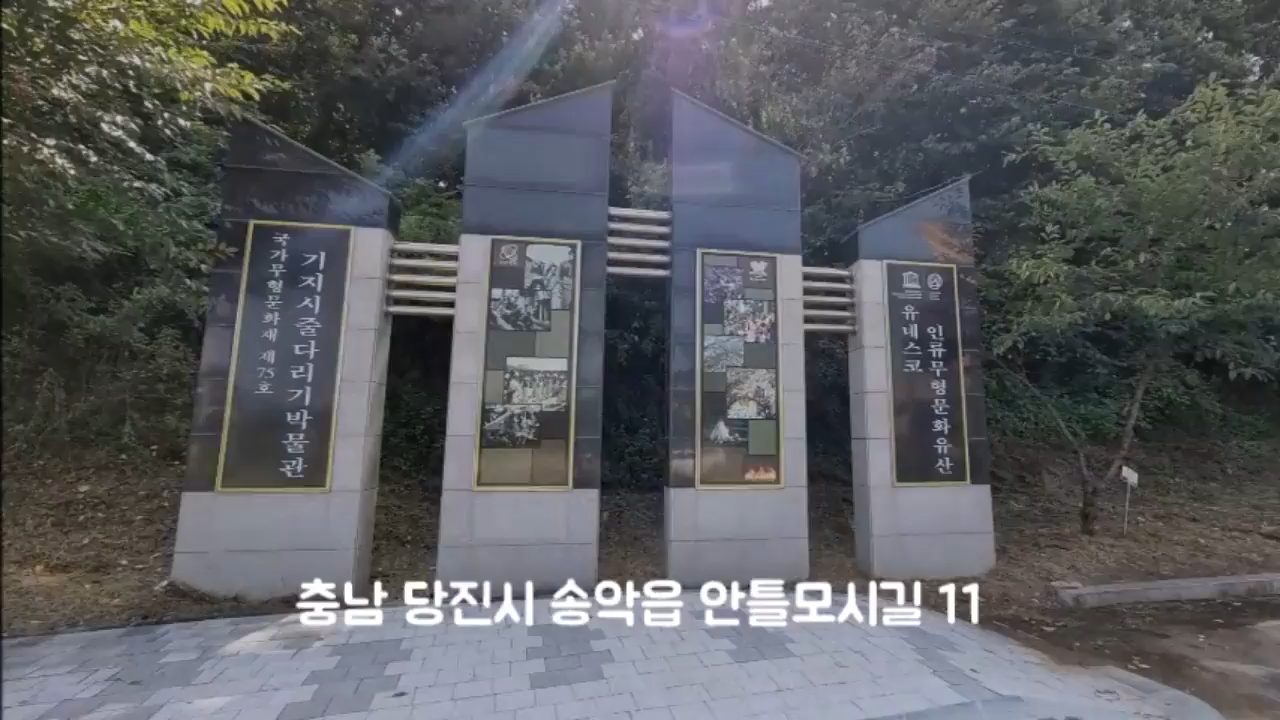 국가무형문화재 제75호
기지시줄다리기박물관
유네스코
인류무형문화유산
충남 당진시 송악읍 안틀모시길 11